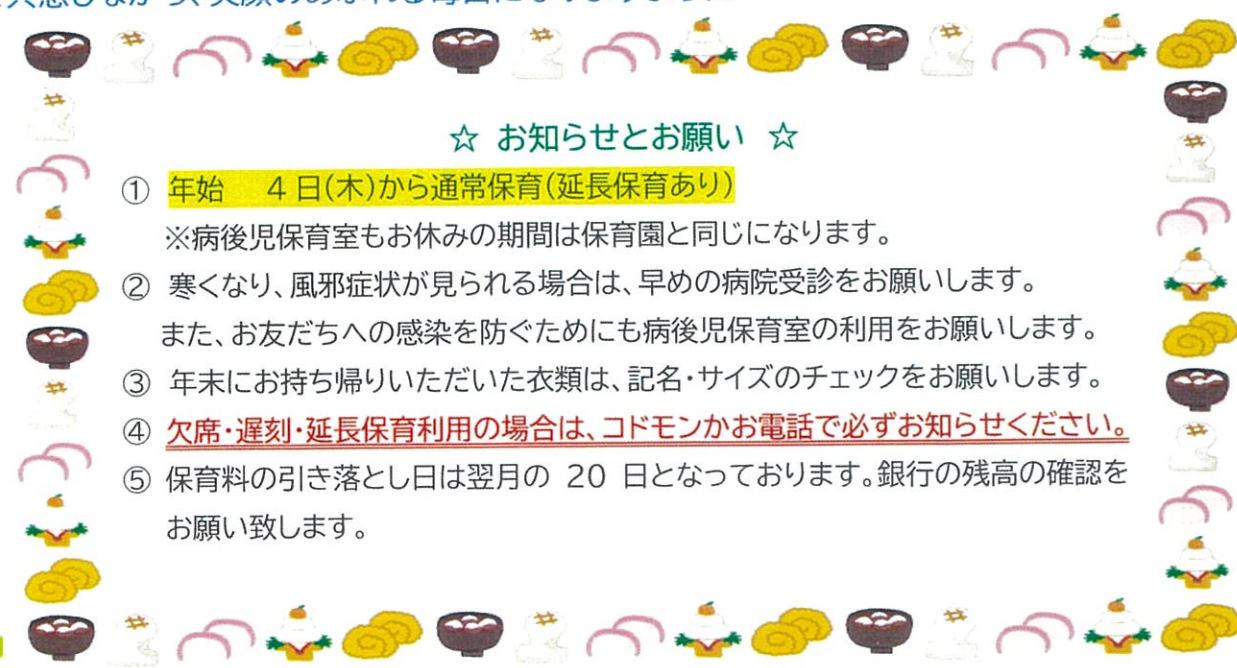 ☆ お知らせとお願い ☆
① 年始　4日(木)から通常保育(延長保育あり)
※病後児保育室もお休みの期間は保育園と同じになります。
② 寒くなり、風邪症状が見られる場合は、早めの病院受診をお願いします。
また、お友だちへの感染を防ぐためにも病後児保育室の利用をお願いします。
③ 年末にお持ち帰りいただいた衣類は、記名・サイズのチェックをお願いします。
④ 欠席・遅刻・延長保育利用の場合は、コドモンかお電話で必ずお知らせください。
⑤ 保育料の引き落とし日は翌月の 20 日となっております。銀行の残高の確認を
お願い致します。